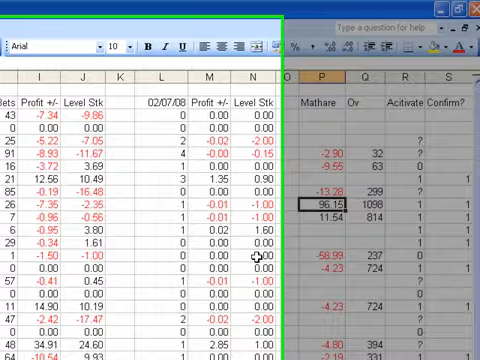 Type a question for help
Arial 10 B I U %
I J K L M N O P Q R S
Bets Profit +/- Level Stk 02/07/08 Profit +/- Level Stk Mathare Ov Acitivate Confirm?
43 -7.34 -9.86 0 0.00 0.00
0 0.00 0.00 0 0.00 0.00 ?
25 -5.22 -7.05 2 -0.02 -2.00 ?
91 -8.93 -11.67 4 -0.00 -0.15 -2.90 32 ?
16 -3.72 3.69 1 0.00 0.00 -9.55 63 0
21 12.56 10.49 3 1.35 0.90 1 1
85 -0.19 -16.48 0 0.00 0.00 -13.28 299 ?
26 -7.35 -2.35 1 -0.01 -1.00 96.15 1098 1 1
7 -0.96 -0.56 1 -0.01 -1.00 11.54 814 1 1
6 -0.95 3.80 1 0.02 1.60 ?
29 -0.34 1.61 0 0.00 0.00 ?
1 -1.50 -1.00 0 0.00 -58.99 237 0
0 0.00 0.00 0 0.00 0.00 -4.23 724 1 1
57 -0.41 0.45 1 -0.01 -1.00 ?
0 0.00 0.00 0 0.00 0.00 ?
11 14.90 10.19 0 0.00 0.00 -4.23 724 1 1
47 -2.42 -17.47 2 -0.02 -2.00 0
48 34.91 24.60 1 2.85 1.00 -4.80 394 ?
64 -10.54 9.93 1 0.00 0.00 -2.19 331 1 1